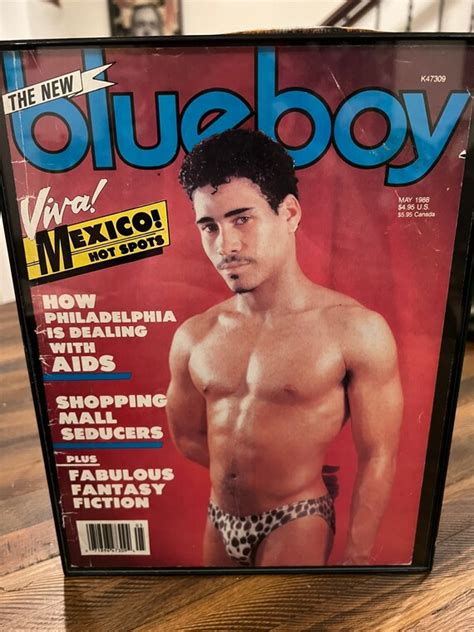 THE NEW
blueboy
K47309
MAY 1988
$4.95 U.S.
$5.95 Canada
Viva!
MEXICO!
HOT SPOTS
HOW
PHILADELPHIA
IS DEALING
WITH
AIDS
SHOPPING
MALL
SEDUCERS
PLUS
FABULOUS
FANTASY
FICTION